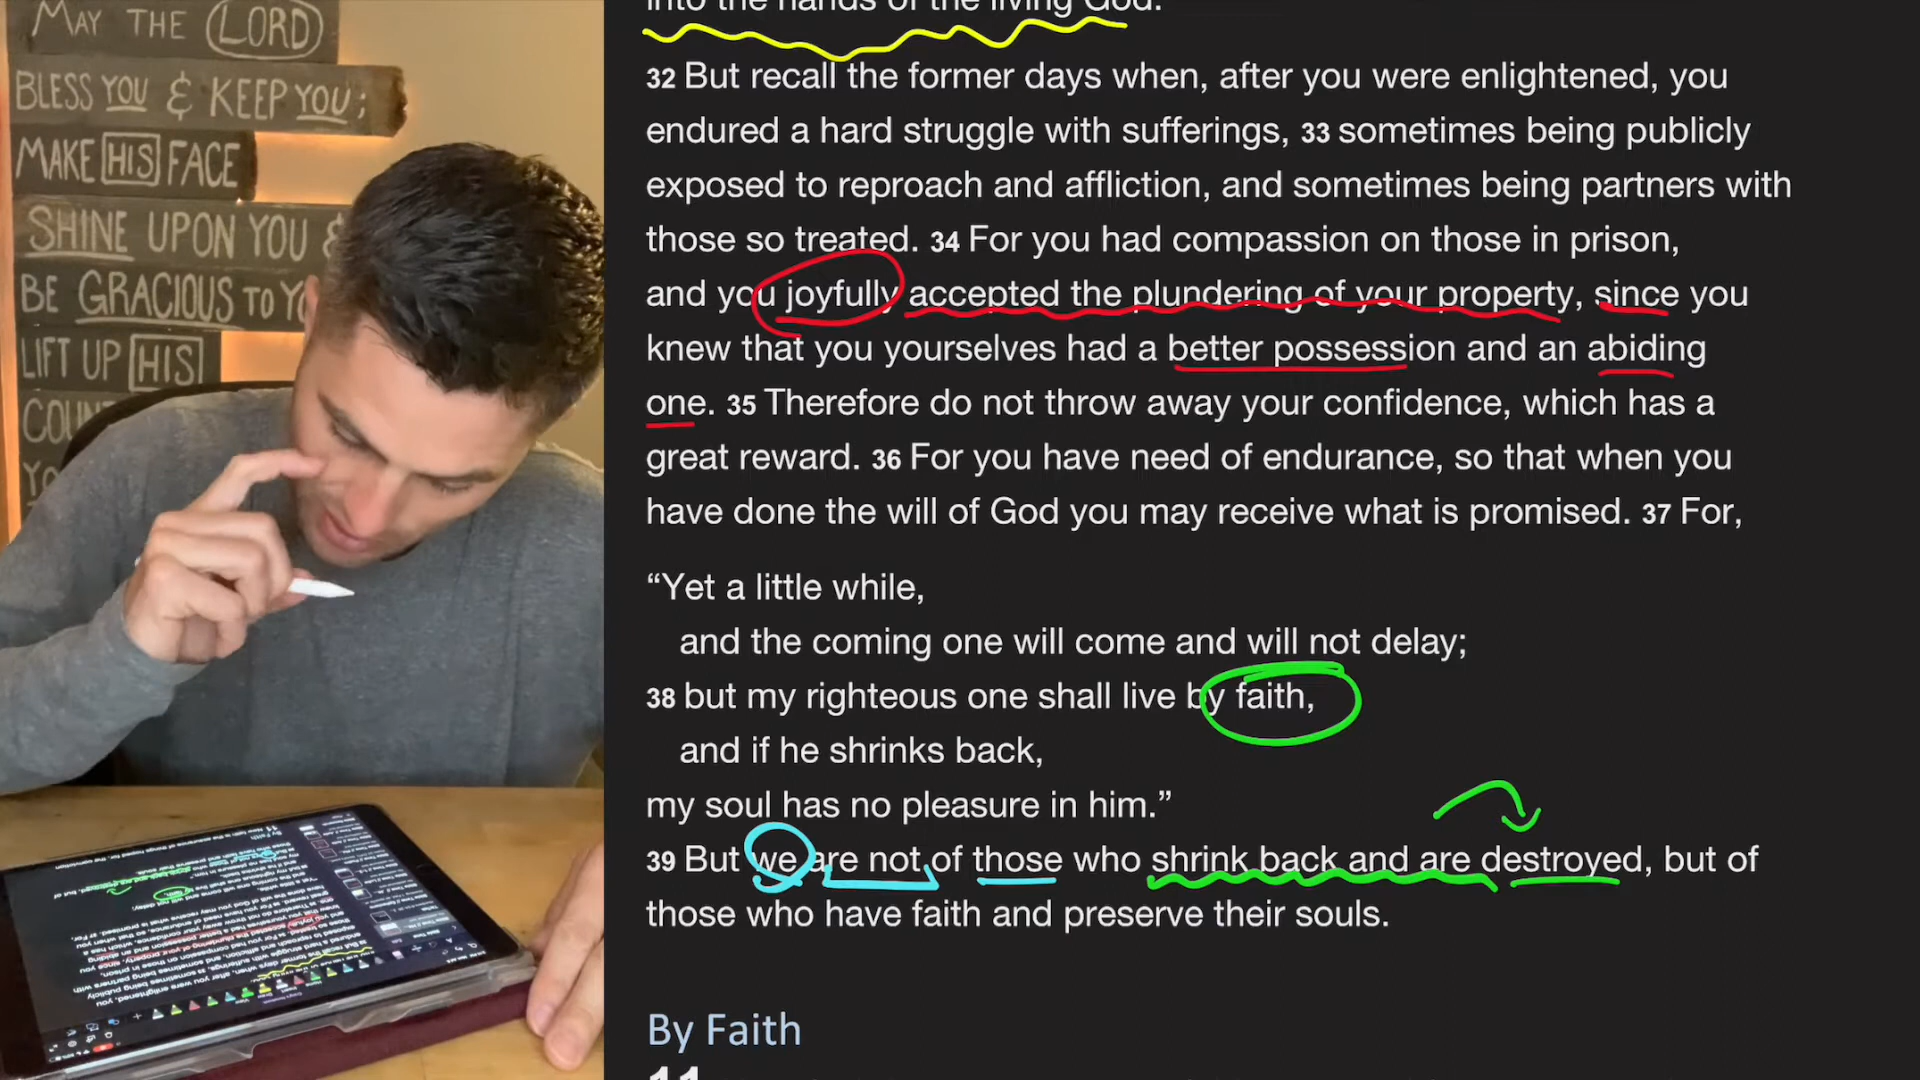 MAY THE LORD
BLESS YOU & KEEP YOU;
MAKE HIS FACE
SHINE UPON YOU &
BE GRACIOUS TO
LIFT UP HIS
into the hands of the living God.
32 But recall the former days when, after you were enlightened, you
endured a hard struggle with sufferings, 33 sometimes being publicly
exposed to reproach and affliction, and sometimes being partners with
those so treated. 34 For you had compassion on those in prison,
and you joyfully accepted the plundering of your property, since you
knew that you yourselves had a better possession and an abiding
one. 35 Therefore do not throw away your confidence, which has a
great reward. 36 For you have need of endurance, so that when you
have done the will of God you may receive what is promised. 37 For,
“Yet a little while,
and the coming one will come and will not delay;
38 but my righteous one shall live by faith,
and if he shrinks back,
my soul has no pleasure in him.”
39 But we are not of those who shrink back and are destroyed, but of
those who have faith and preserve their souls.
By Faith
11